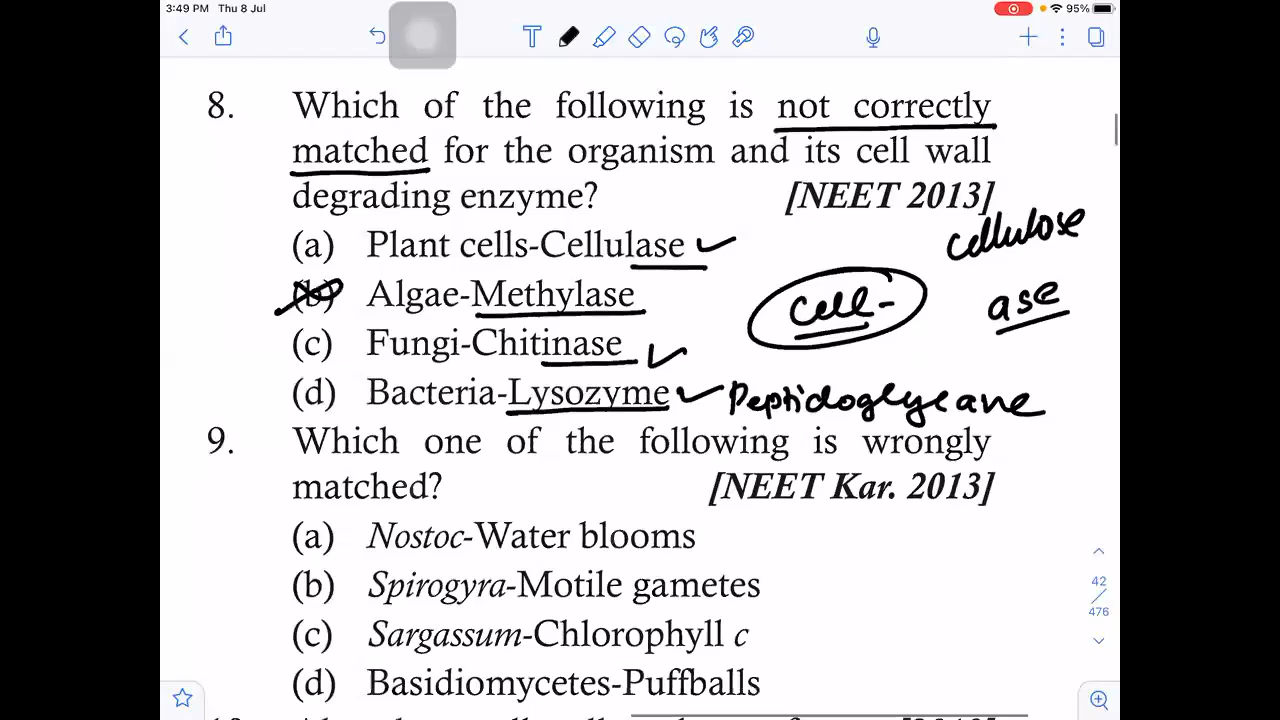 3:49 PM Thu 8 Jul
95%
8. Which of the following is not correctly
matched for the organism and its cell wall
degrading enzyme? [NEET 2013]
cellulose
(a) Plant cells-Cellulase
(b) Algae-Methylase
cell-
ase
(c) Fungi-Chitinase
(d) Bacteria-Lysozyme
Peptidoglycane
9. Which one of the following is wrongly
matched? [NEET Kar. 2013]
(a) Nostoc-Water blooms
(b) Spirogyra-Motile gametes
42
476
(c) Sargassum-Chlorophyll c
(d) Basidiomycetes-Puffballs